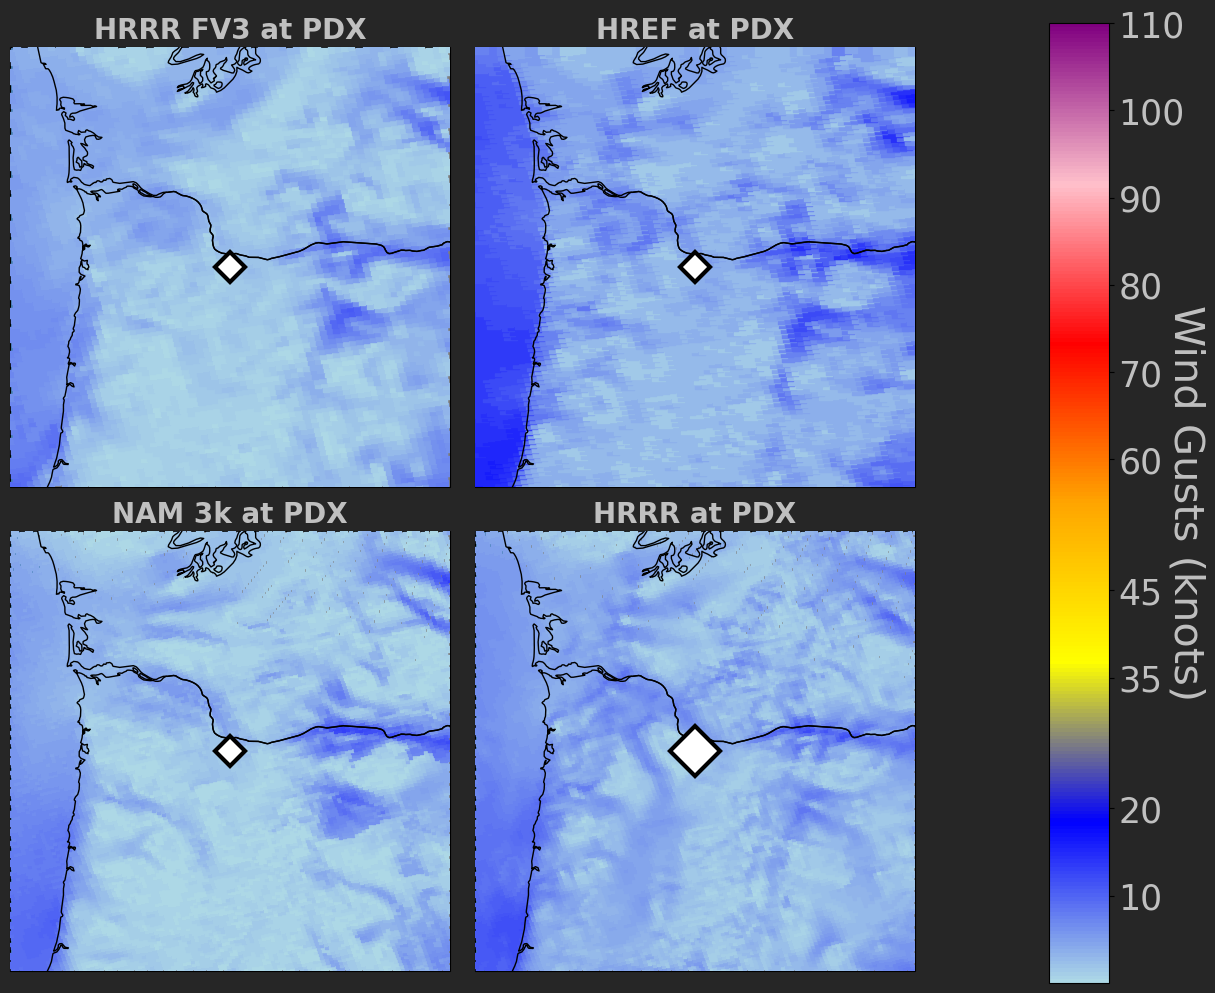 HRRR FV3 at PDX
HREF at PDX
NAM 3k at PDX
HRRR at PDX
110
100
90
80
70
60
45
35
20
10
Wind Gusts (knots)